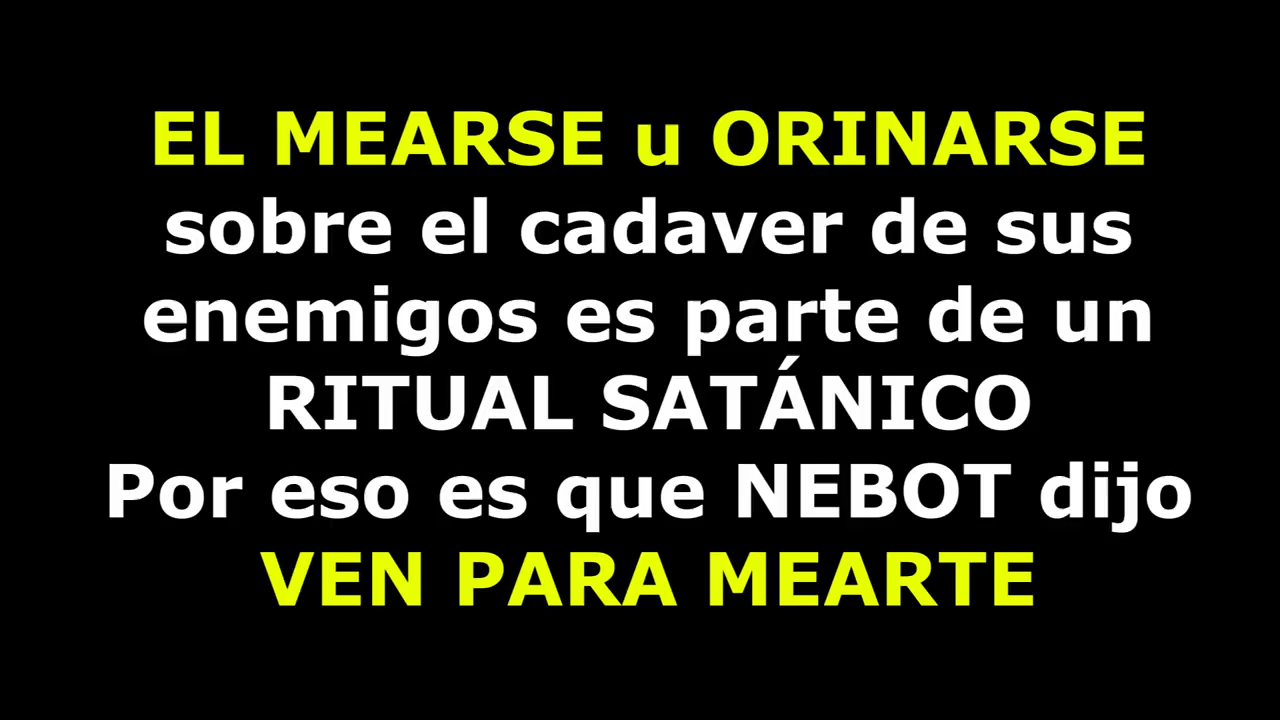 EL MEARSE u ORINARSE
sobre el cadaver de sus
enemigos es parte de un
RITUAL SATÁNICO
Por eso es que NEBOT dijo
VEN PARA MEARTE